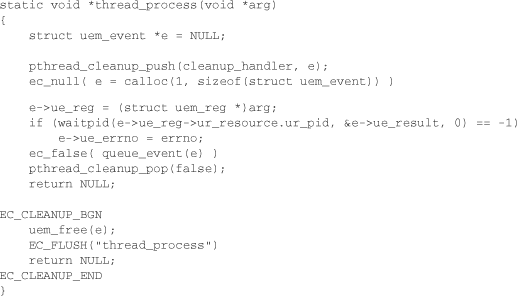 static void *thread_process(void *arg)
{
    struct uem_event *e = NULL;
    pthread_cleanup_push(cleanup_handler, e);
    ec_null( e = calloc(1, sizeof(struct uem_event)) )
    e->ue_reg = (struct uem_reg *)arg;
    if (waitpid(e->ue_reg->ur_resource.ur_pid, &e->ue_result, 0) == -1)
        e->ue_errno = errno;
    ec_false( queue_event(e) )
    pthread_cleanup_pop(false);
    return NULL;
EC_CLEANUP_BGN
    uem_free(e);
    EC_FLUSH("thread_process")
    return NULL;
EC_CLEANUP_END
}